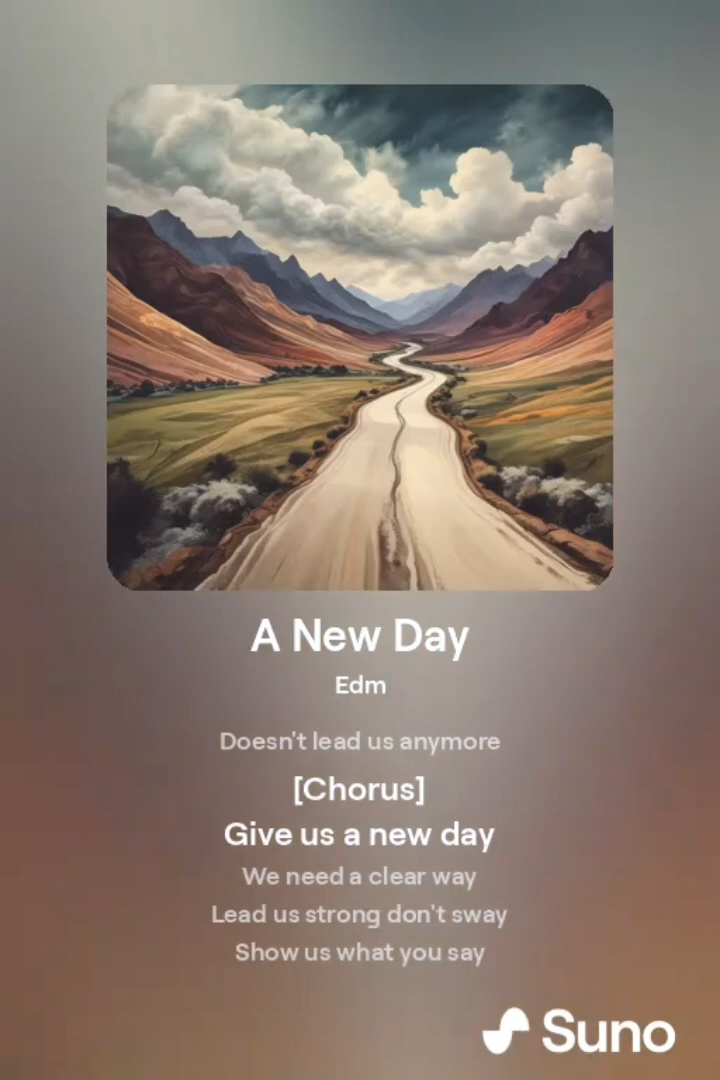 A New Day
Edm
Doesn't lead us anymore
[Chorus]
Give us a new day
We need a clear way
Lead us strong don't sway
Show us what you say
Suno